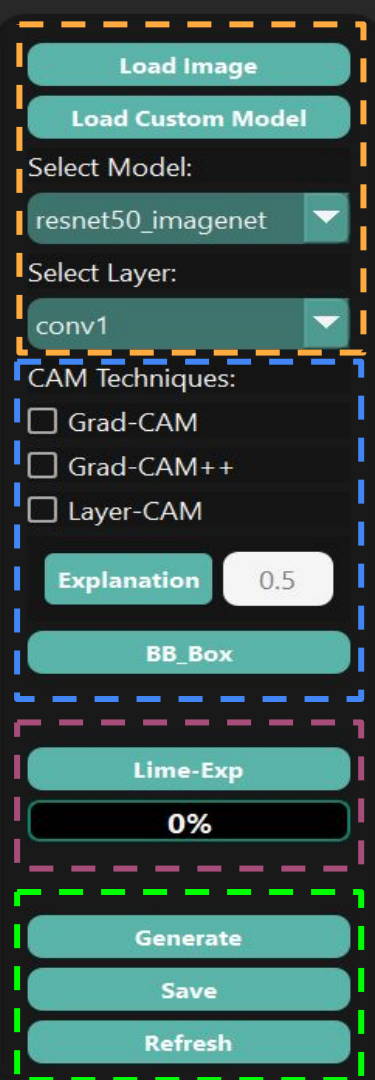 Load Image
Load Custom Model
Select Model:
resnet50_imagenet
Select Layer:
conv1
CAM Techniques:
Grad-CAM
Grad-CAM++
Layer-CAM
Explanation 0.5
BB_Box
Lime-Exp
0%
Generate
Save
Refresh